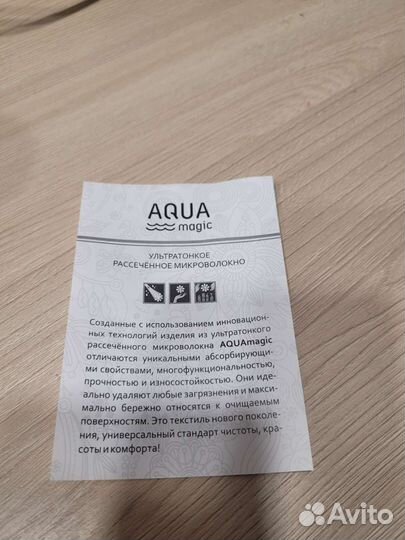 AQUA
magic
УЛЬТРАТОНКОЕ
РАССЕЧЁННОЕ МИКРОВОЛОКНО
Созданные с использованием инновацион-
ных технологий изделия из ультратонкого
рассечённого микроволокна AQUAmagic
отличаются уникальными абсорбирующи-
ми свойствами, многофункциональностью,
прочностью и износостойкостью. Они иде-
ально удаляют любые загрязнения и макси-
мально бережно относятся к очищаемым
поверхностям. Это текстиль нового поколе-
ния, универсальный стандарт чистоты, кра-
соты и комфорта!
Avito